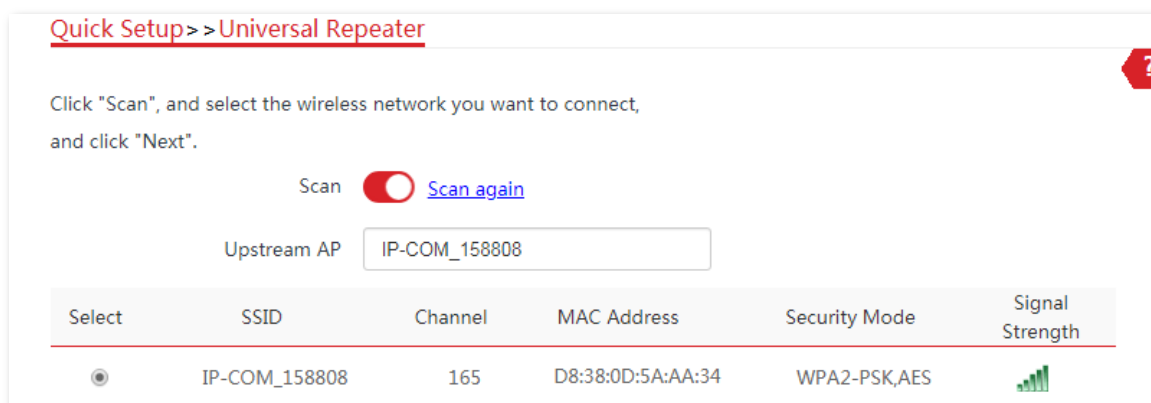 Quick Setup>>Universal Repeater
?
Click "Scan", and select the wireless network you want to connect,
and click "Next".
Scan Scan again
Upstream AP IP-COM_158808
Select SSID Channel MAC Address Security Mode Signal Strength
IP-COM_158808 165 D8:38:0D:5A:AA:34 WPA2-PSK,AES